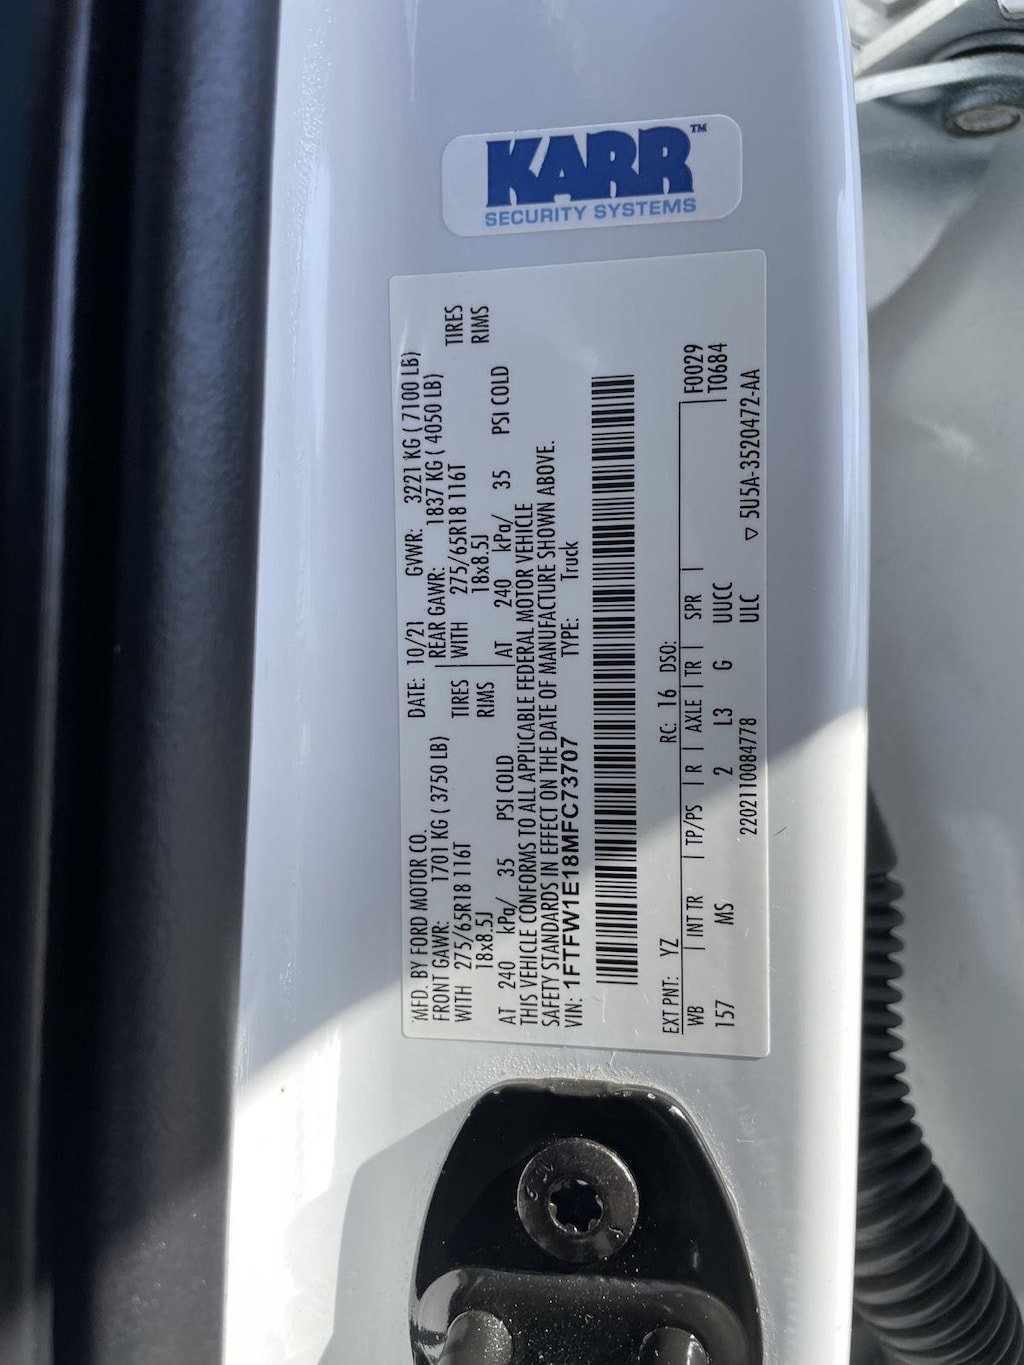 KARR™
SECURITY SYSTEMS
MFD. BY FORD MOTOR CO. DATE: 10/21 GVWR: 3221 KG ( 7100 LB)
FRONT GAWR: 1701 KG ( 3750 LB) REAR GAWR: 1837 KG ( 4050 LB)
WITH 275/65R18 116T TIRES WITH 275/65R18 116T TIRES
18x8.5J RIMS 18x8.5J RIMS
AT 240 kPa/ 35 PSI COLD AT 240 kPa/ 35 PSI COLD
THIS VEHICLE CONFORMS TO ALL APPLICABLE FEDERAL MOTOR VEHICLE
SAFETY STANDARDS IN EFFECT ON THE DATE OF MANUFACTURE SHOWN ABOVE.
VIN: 1FTFW1E18MFC73707 TYPE: Truck
EXT PNT: YZ RC: 16 DSO: F0029
WB | INT TR | TP/PS | R | AXLE | TR | SPR | T0684
157 MS 2 L3 G UUCC
2202110084778 ULC ▽ 5U5A-3520472-AA